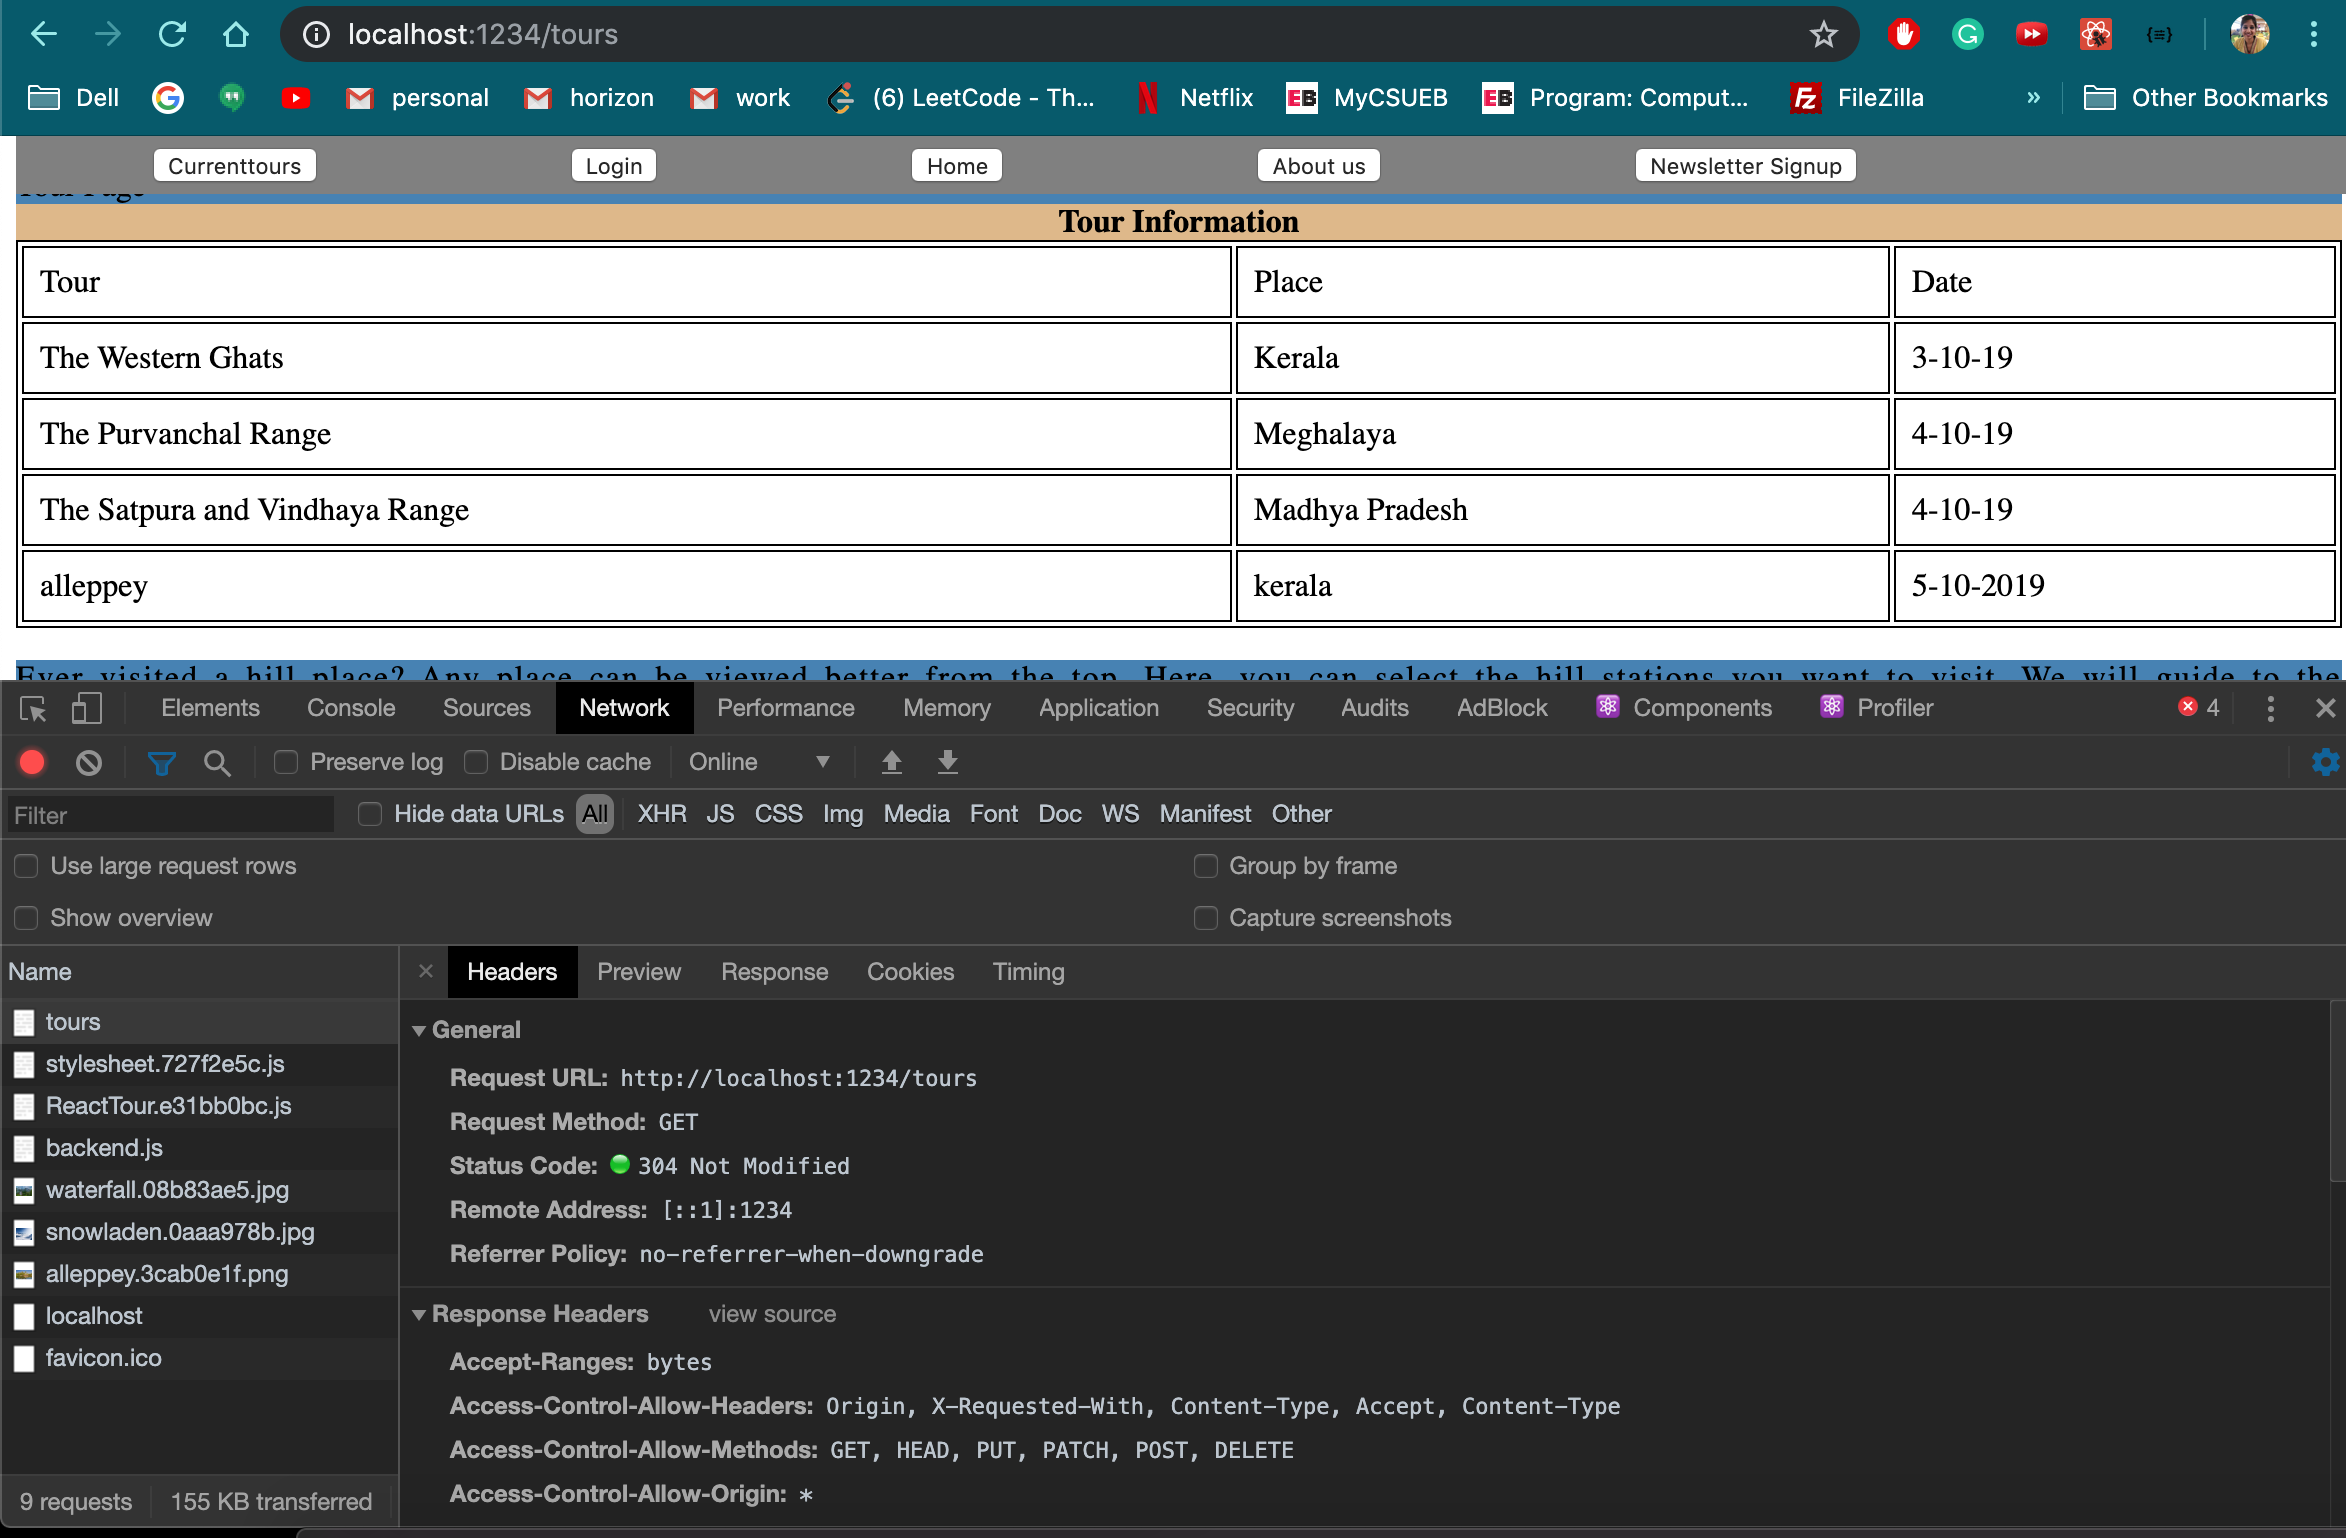 localhost:1234/tours
Dell personal horizon work (6) LeetCode - Th... Netflix MyCSUEB Program: Comput... FileZilla » Other Bookmarks
Currenttours Login Home About us Newsletter Signup
Tour Page
Tour Information
Tour Place Date
The Western Ghats Kerala 3-10-19
The Purvanchal Range Meghalaya 4-10-19
The Satpura and Vindhaya Range Madhya Pradesh 4-10-19
alleppey kerala 5-10-2019
Ever visited a hill place? Any place can be viewed better from the top. Here, you can select the hill stations you want to visit. We will guide to the
Elements Console Sources Network Performance Memory Application Security Audits AdBlock Components Profiler 4
Preserve log Disable cache Online
Filter Hide data URLs All XHR JS CSS Img Media Font Doc WS Manifest Other
Use large request rows Group by frame
Show overview Capture screenshots
Name Headers Preview Response Cookies Timing
tours
stylesheet.727f2e5c.js
ReactTour.e31bb0bc.js
backend.js
waterfall.08b83ae5.jpg
snowladen.0aaa978b.jpg
alleppey.3cab0e1f.png
localhost
favicon.ico
9 requests 155 KB transferred
General
Request URL: http://localhost:1234/tours
Request Method: GET
Status Code: 304 Not Modified
Remote Address: [::1]:1234
Referrer Policy: no-referrer-when-downgrade
Response Headers view source
Accept-Ranges: bytes
Access-Control-Allow-Headers: Origin, X-Requested-With, Content-Type, Accept, Content-Type
Access-Control-Allow-Methods: GET, HEAD, PUT, PATCH, POST, DELETE
Access-Control-Allow-Origin: *